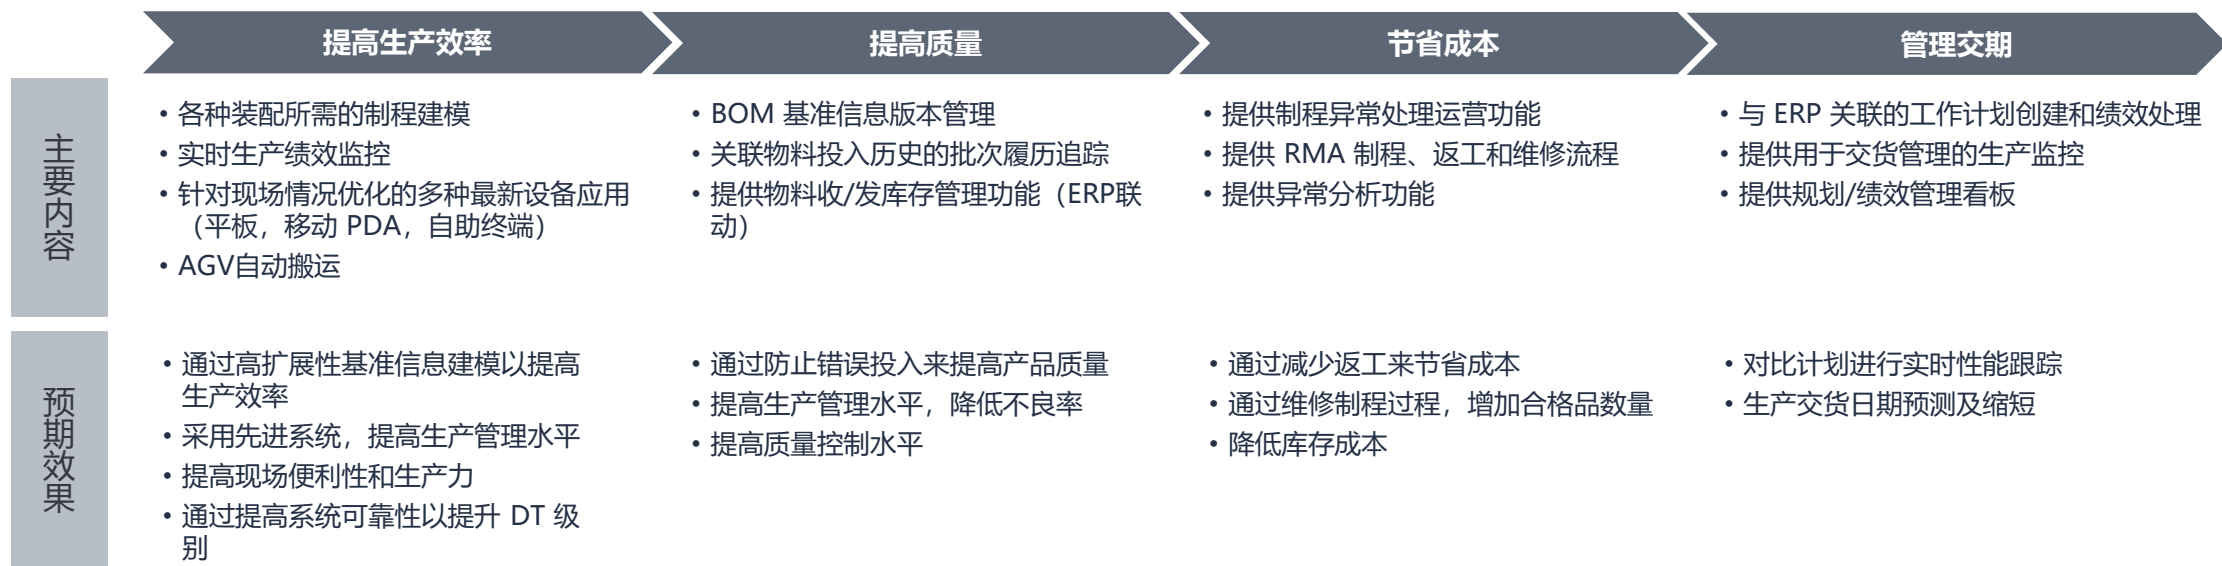 提高生产效率
提高质量
节省成本
管理交期
主要内容
• 各种装配所需的制程建模
• 实时生产绩效监控
• 针对现场情况优化的多种最新设备应用
（平板，移动 PDA，自助终端）
• AGV自动搬运
• BOM 基准信息版本管理
• 关联物料投入历史的批次履历追踪
• 提供物料收/发库存管理功能（ERP联
动）
• 提供制程异常处理运营功能
• 提供 RMA 制程、返工和维修流程
• 提供异常分析功能
• 与 ERP 关联的工作计划创建和绩效处理
• 提供用于交货管理的生产监控
• 提供规划/绩效管理看板
预期效果
• 通过高扩展性基准信息建模以提高
生产效率
• 采用先进系统，提高生产管理水平
• 提高现场便利性和生产力
• 通过提高系统可靠性以提升 DT 级
别
• 通过防止错误投入来提高产品质量
• 提高生产管理水平，降低不良率
• 提高质量控制水平
• 通过减少返工来节省成本
• 通过维修制程过程，增加合格品数量
• 降低库存成本
• 对比计划进行实时性能跟踪
• 生产交货日期预测及缩短